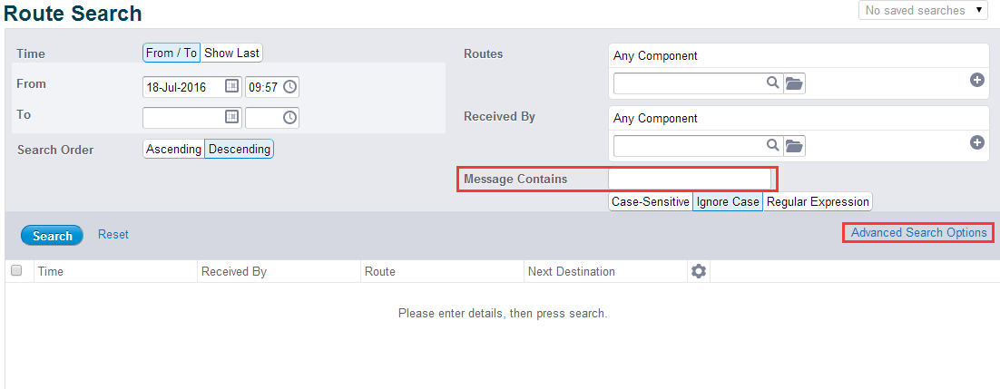 Route Search
No saved searches
Time
From / To Show Last
From
18-Jul-2016 09:57
To
Search Order
Ascending Descending
Routes
Any Component
Received By
Any Component
Message Contains
Case-Sensitive Ignore Case Regular Expression
Search Reset
Advanced Search Options
Time Received By Route Next Destination
Please enter details, then press search.